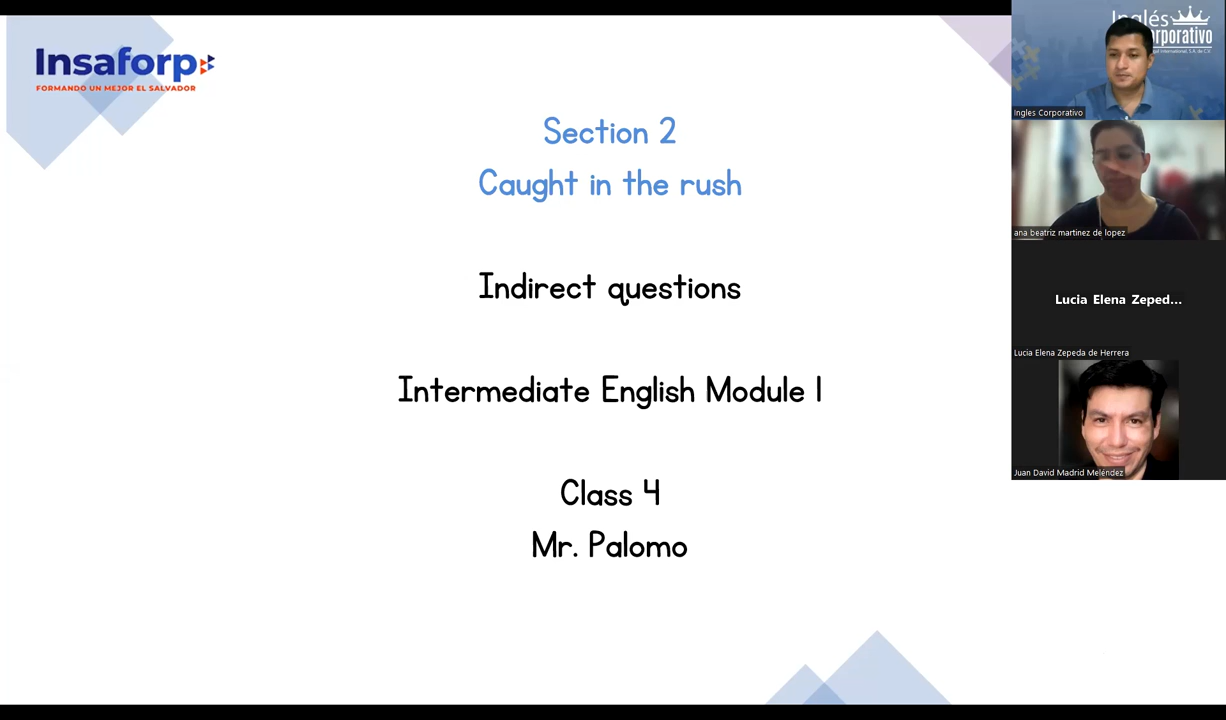 Insaforp
FORMANDO UN MEJOR EL SALVADOR
Section 2
Caught in the rush
Indirect questions
Intermediate English Module 1
Class 4
Mr. Palomo
Inglés
Corporativo
Ingles Corporativo
ana beatriz martinez de lopez
Lucia Elena Zeped...
Lucia Elena Zepeda de Herrera
Juan David Madrid Meléndez